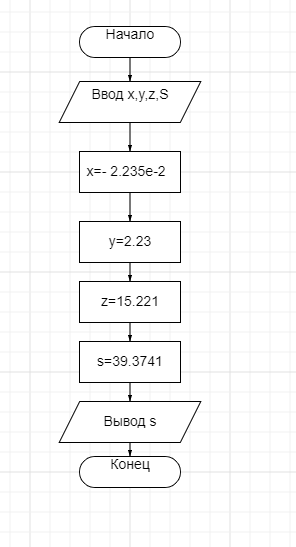 Начало
Ввод x,y,z,S
x=- 2.235e-2
y=2.23
z=15.221
s=39.3741
Вывод s
Конец